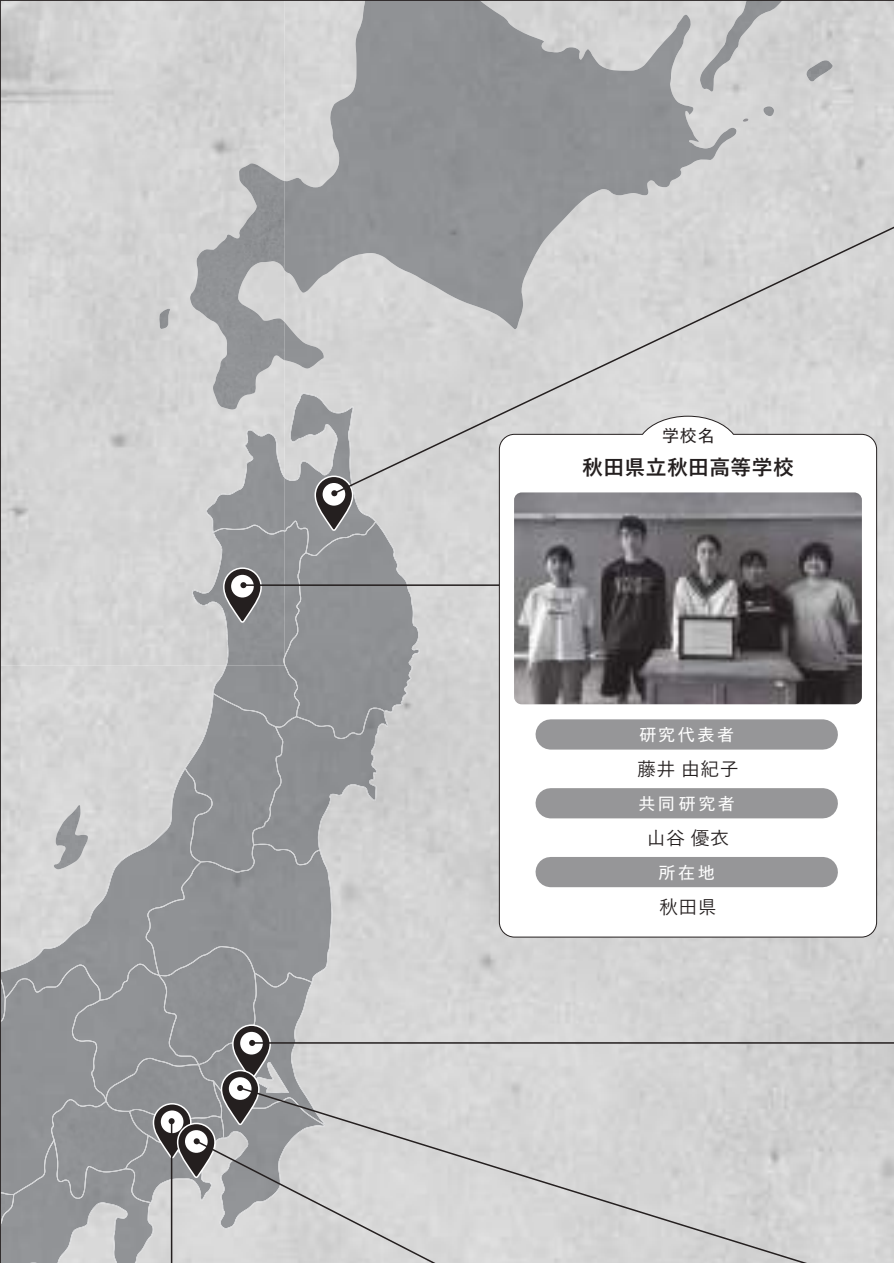 学校名
秋田県立秋田高等学校
研究代表者
藤井 由紀子
共同研究者
山谷 優衣
所在地
秋田県